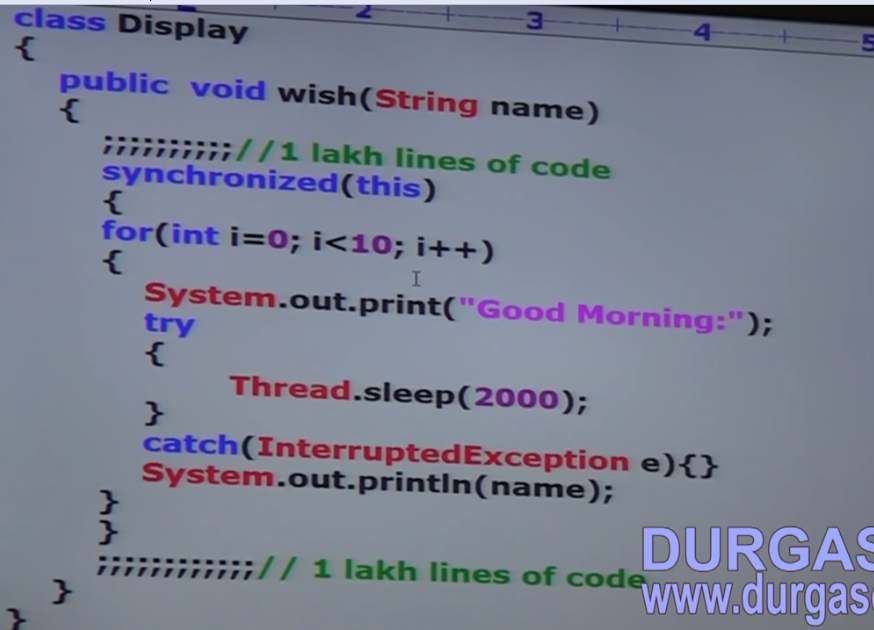 2 3 4 5
class Display
{
public void wish(String name)
{
;;;;;;;;;;;//1 lakh lines of code
synchronized(this)
{
for(int i=0; i<10; i++)
{
System.out.print("Good Morning:");
try
{
Thread.sleep(2000);
}
catch(InterruptedException e){}
System.out.println(name);
}
}
;;;;;;;;;;;;;// 1 lakh lines of code
}
}
DURGAS
www.durgaso